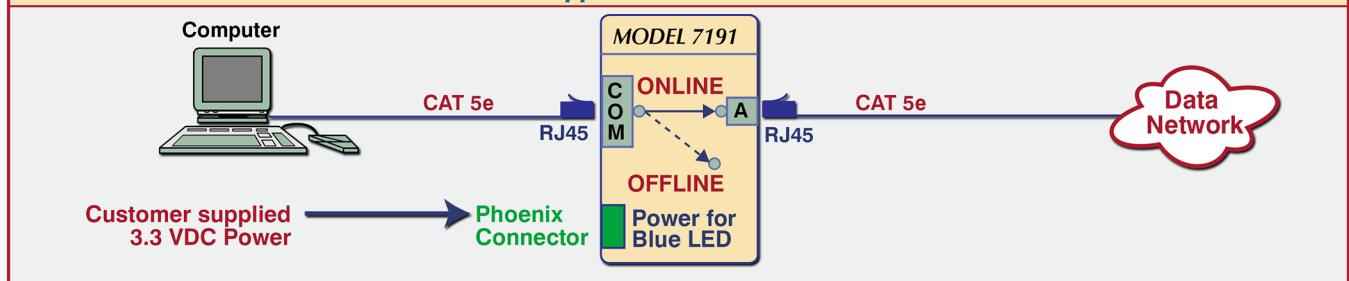 Computer
MODEL 7191
COM
ONLINE
A
CAT 5e
RJ45
RJ45
CAT 5e
Data
Network
OFFLINE
Customer supplied
3.3 VDC Power
Phoenix
Connector
Power for
Blue LED